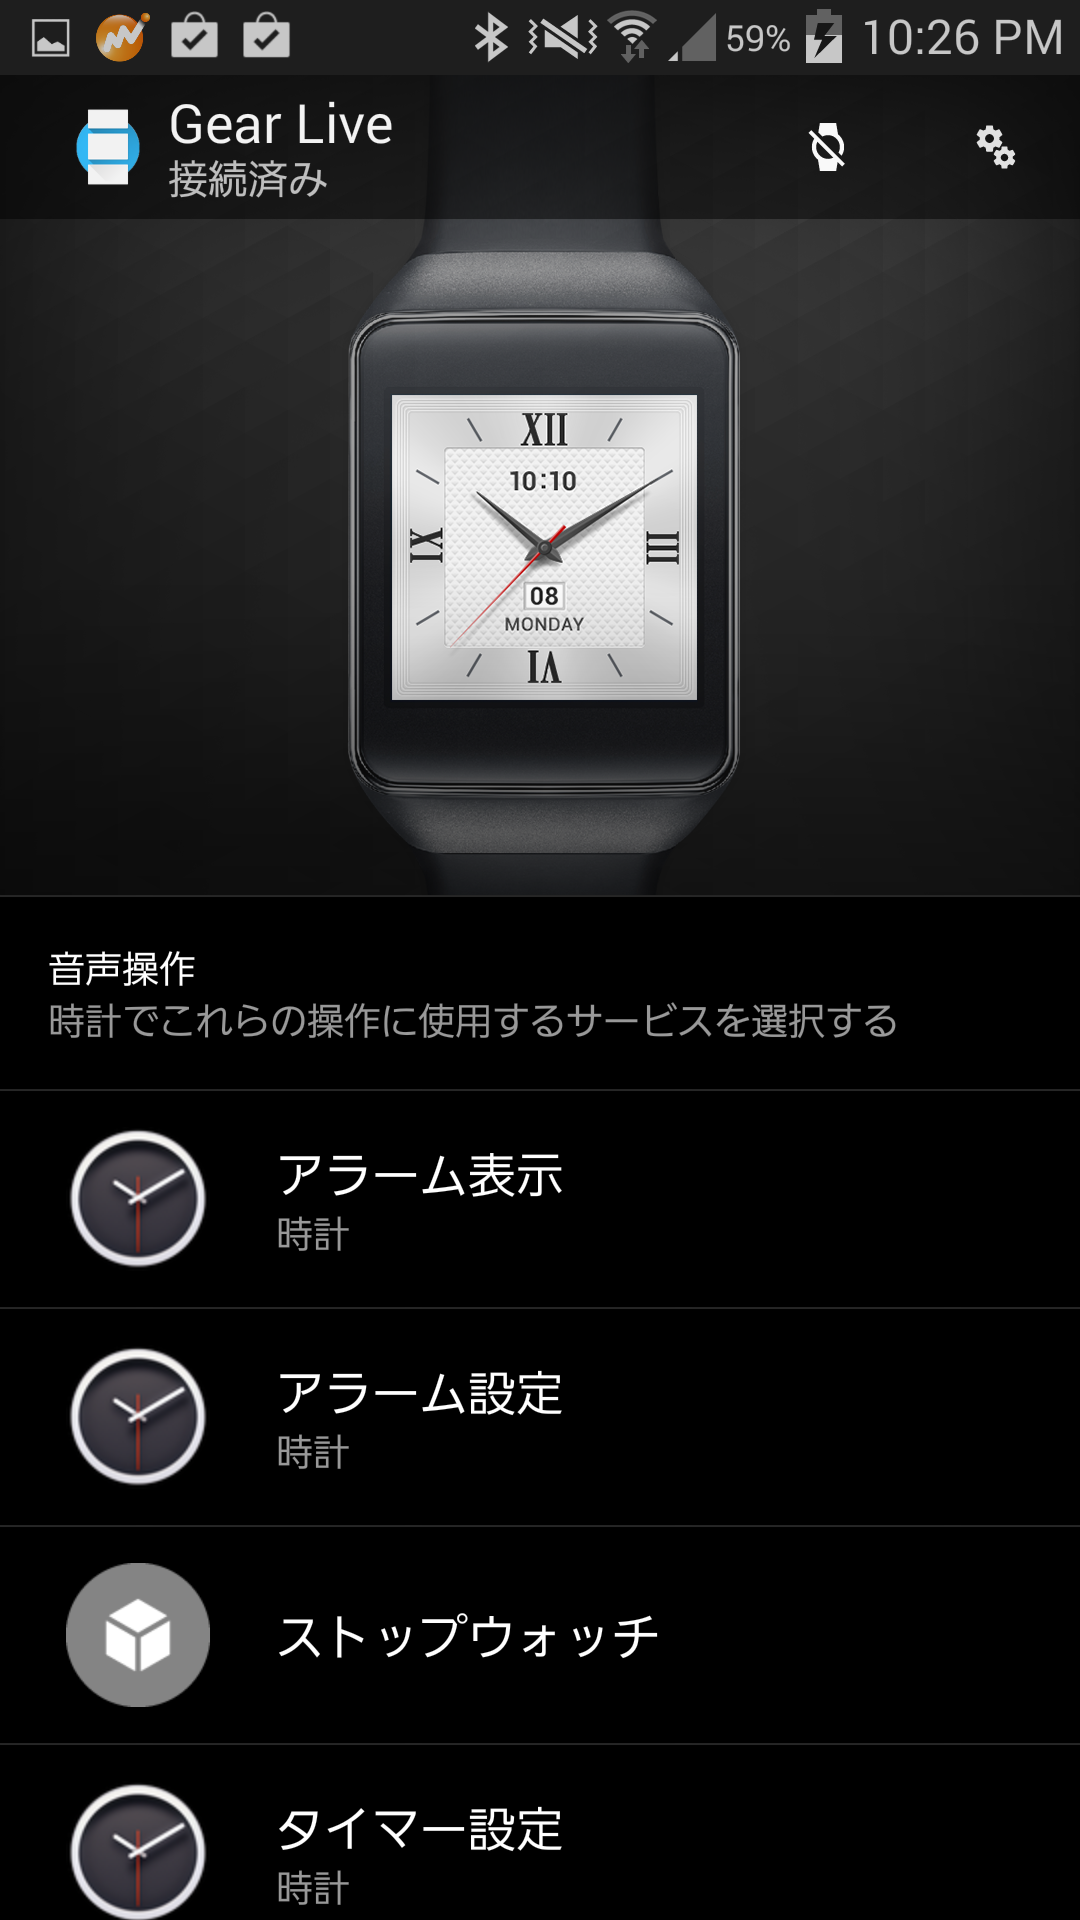 59% 10:26 PM
Gear Live
接続済み
XII
10:10
IX
III
08
MONDAY
VI
音声操作
時計でこれらの操作に使用するサービスを選択する
アラーム表示
時計
アラーム設定
時計
ストップウォッチ
タイマー設定
時計